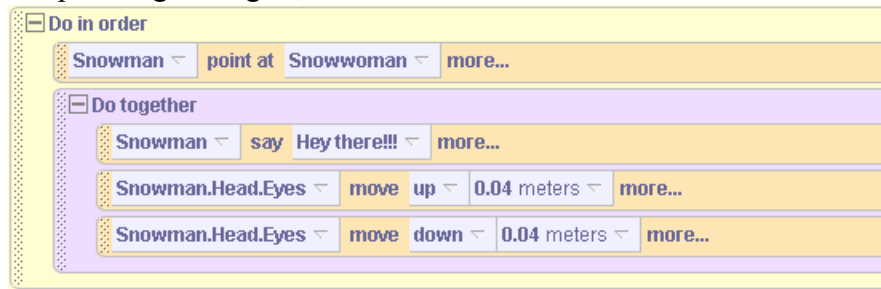 Do in order
Snowman point at Snowwoman more...
Do together
Snowman say Hey there!!! more...
Snowman.Head.Eyes move up 0.04 meters more...
Snowman.Head.Eyes move down 0.04 meters more...